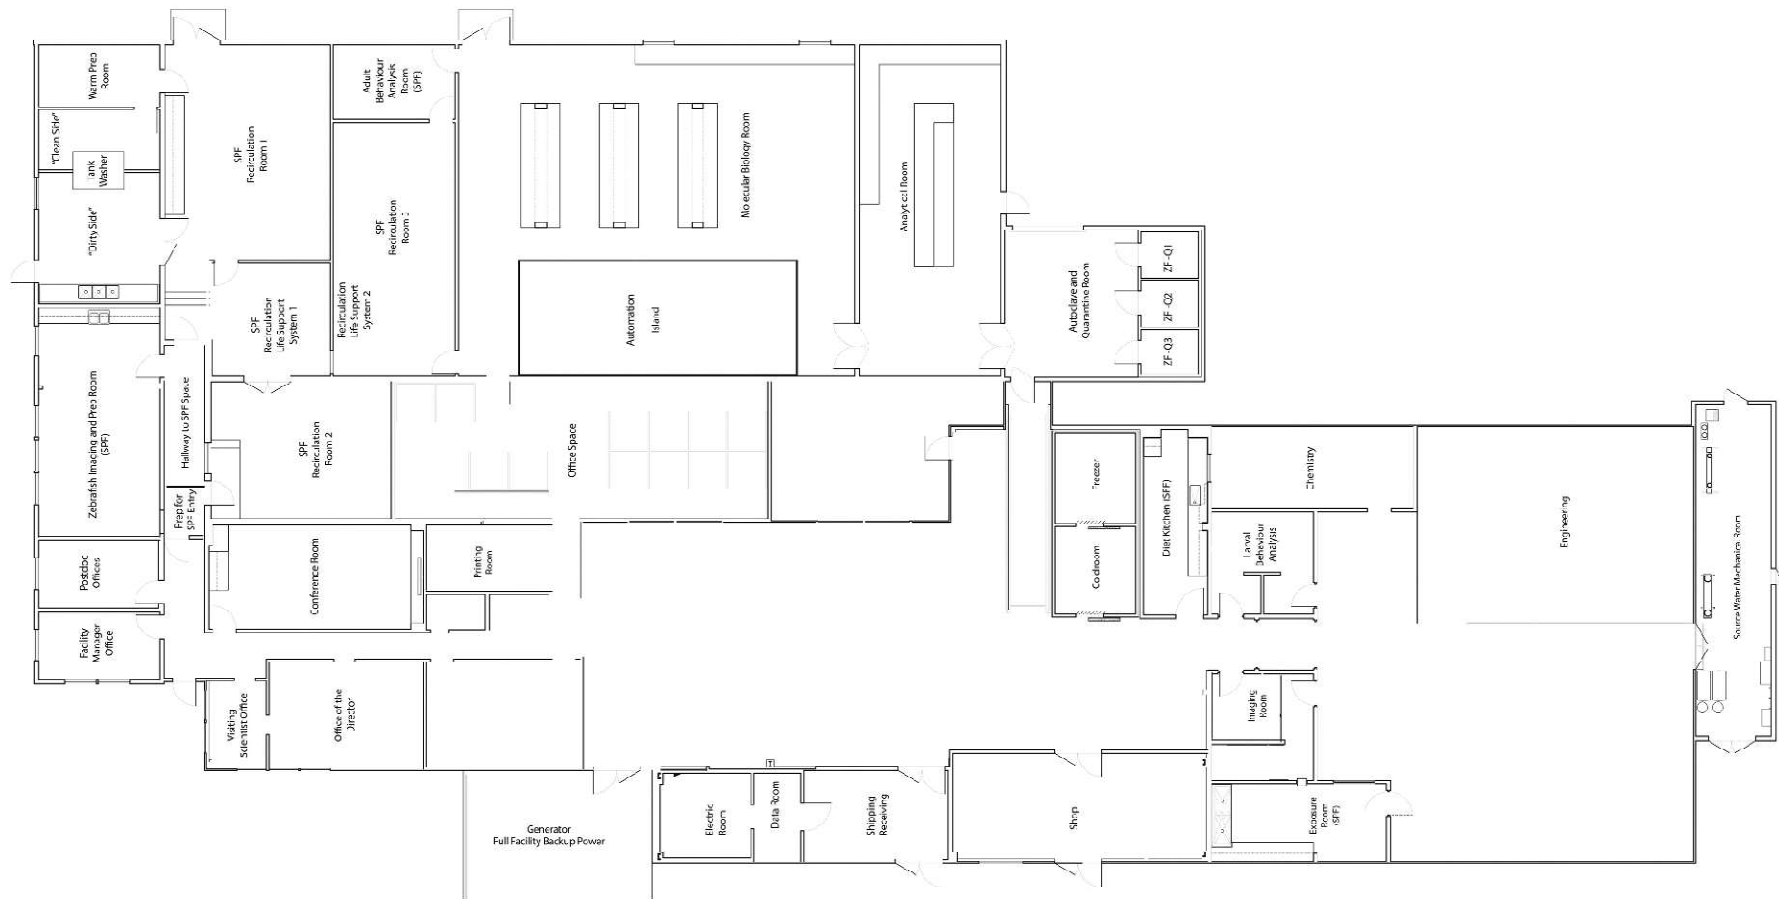 Warm Prep
Room
"Clean Side"
Tank
Washer
"Dirty Side"
SPF
Recirculation
Room 1
Adult
Behaviour
Analysis
Room
(SPF)
SPF
Recirculation
Room
Recirculation
Life Support
System 2
SPF
Recirculation
Life Support
System 1
Molecular Biology Room
Automation
Island
Analytical Room
Autoclave and
Quarantine Room
ZF-Q1
ZF-Q2
ZF-Q3
Zebrafish Imaging and Prep Room
(SPF)
Hallway to SPF Space
Prep for
SPF Entry
SPF
Recirculation
Room 2
Office Space
Postdoc
Offices
Facility
Manager
Office
Conference Room
Printing
Room
Visiting
Scientist Office
Office of the
Director
Freezer
Coldroom
Diet Kitchen (SPF)
Chemistry
Larval
Behaviour
Analysis
Engineering
Source Water Mechanical Room
Imaging
Room
Generator
Full Facility Backup Power
Electric
Room
Data Room
Shipping
Receiving
Shop
Exposure
Room
(SPF)